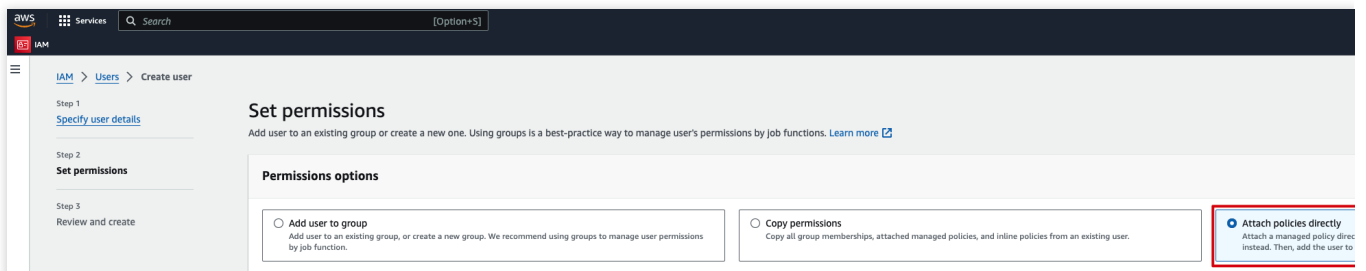 aws
Services
Search
[Option+S]
IAM
IAM > Users > Create user
Step 1
Specify user details
Step 2
Set permissions
Step 3
Review and create
Set permissions
Add user to an existing group or create a new one. Using groups is a best-practice way to manage user's permissions by job functions. Learn more
Permissions options
Add user to group
Add user to an existing group, or create a new group. We recommend using groups to manage user permissions
by job function.
Copy permissions
Copy all group memberships, attached managed policies, and inline policies from an existing user.
Attach policies directly
Attach a managed policy direc
instead. Then, add the user to